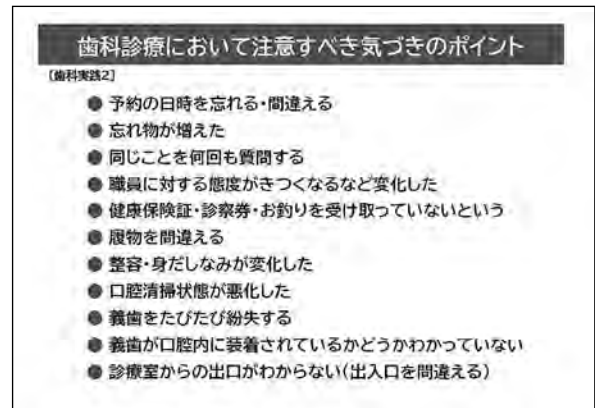 歯科診療において注意すべき気づきのポイント
[歯科実践2]
● 予約の日時を忘れる・間違える
● 忘れ物が増えた
● 同じことを何回も質問する
● 職員に対する態度がきつくなるなど変化した
● 健康保険証・診察券・お釣りを受け取っていないという
● 履物を間違える
● 整容・身だしなみが変化した
● 口腔清掃状態が悪化した
● 義歯をたびたび紛失する
● 義歯が口腔内に装着されているかどうかわかっていない
● 診療室からの出口がわからない(出入口を間違える)